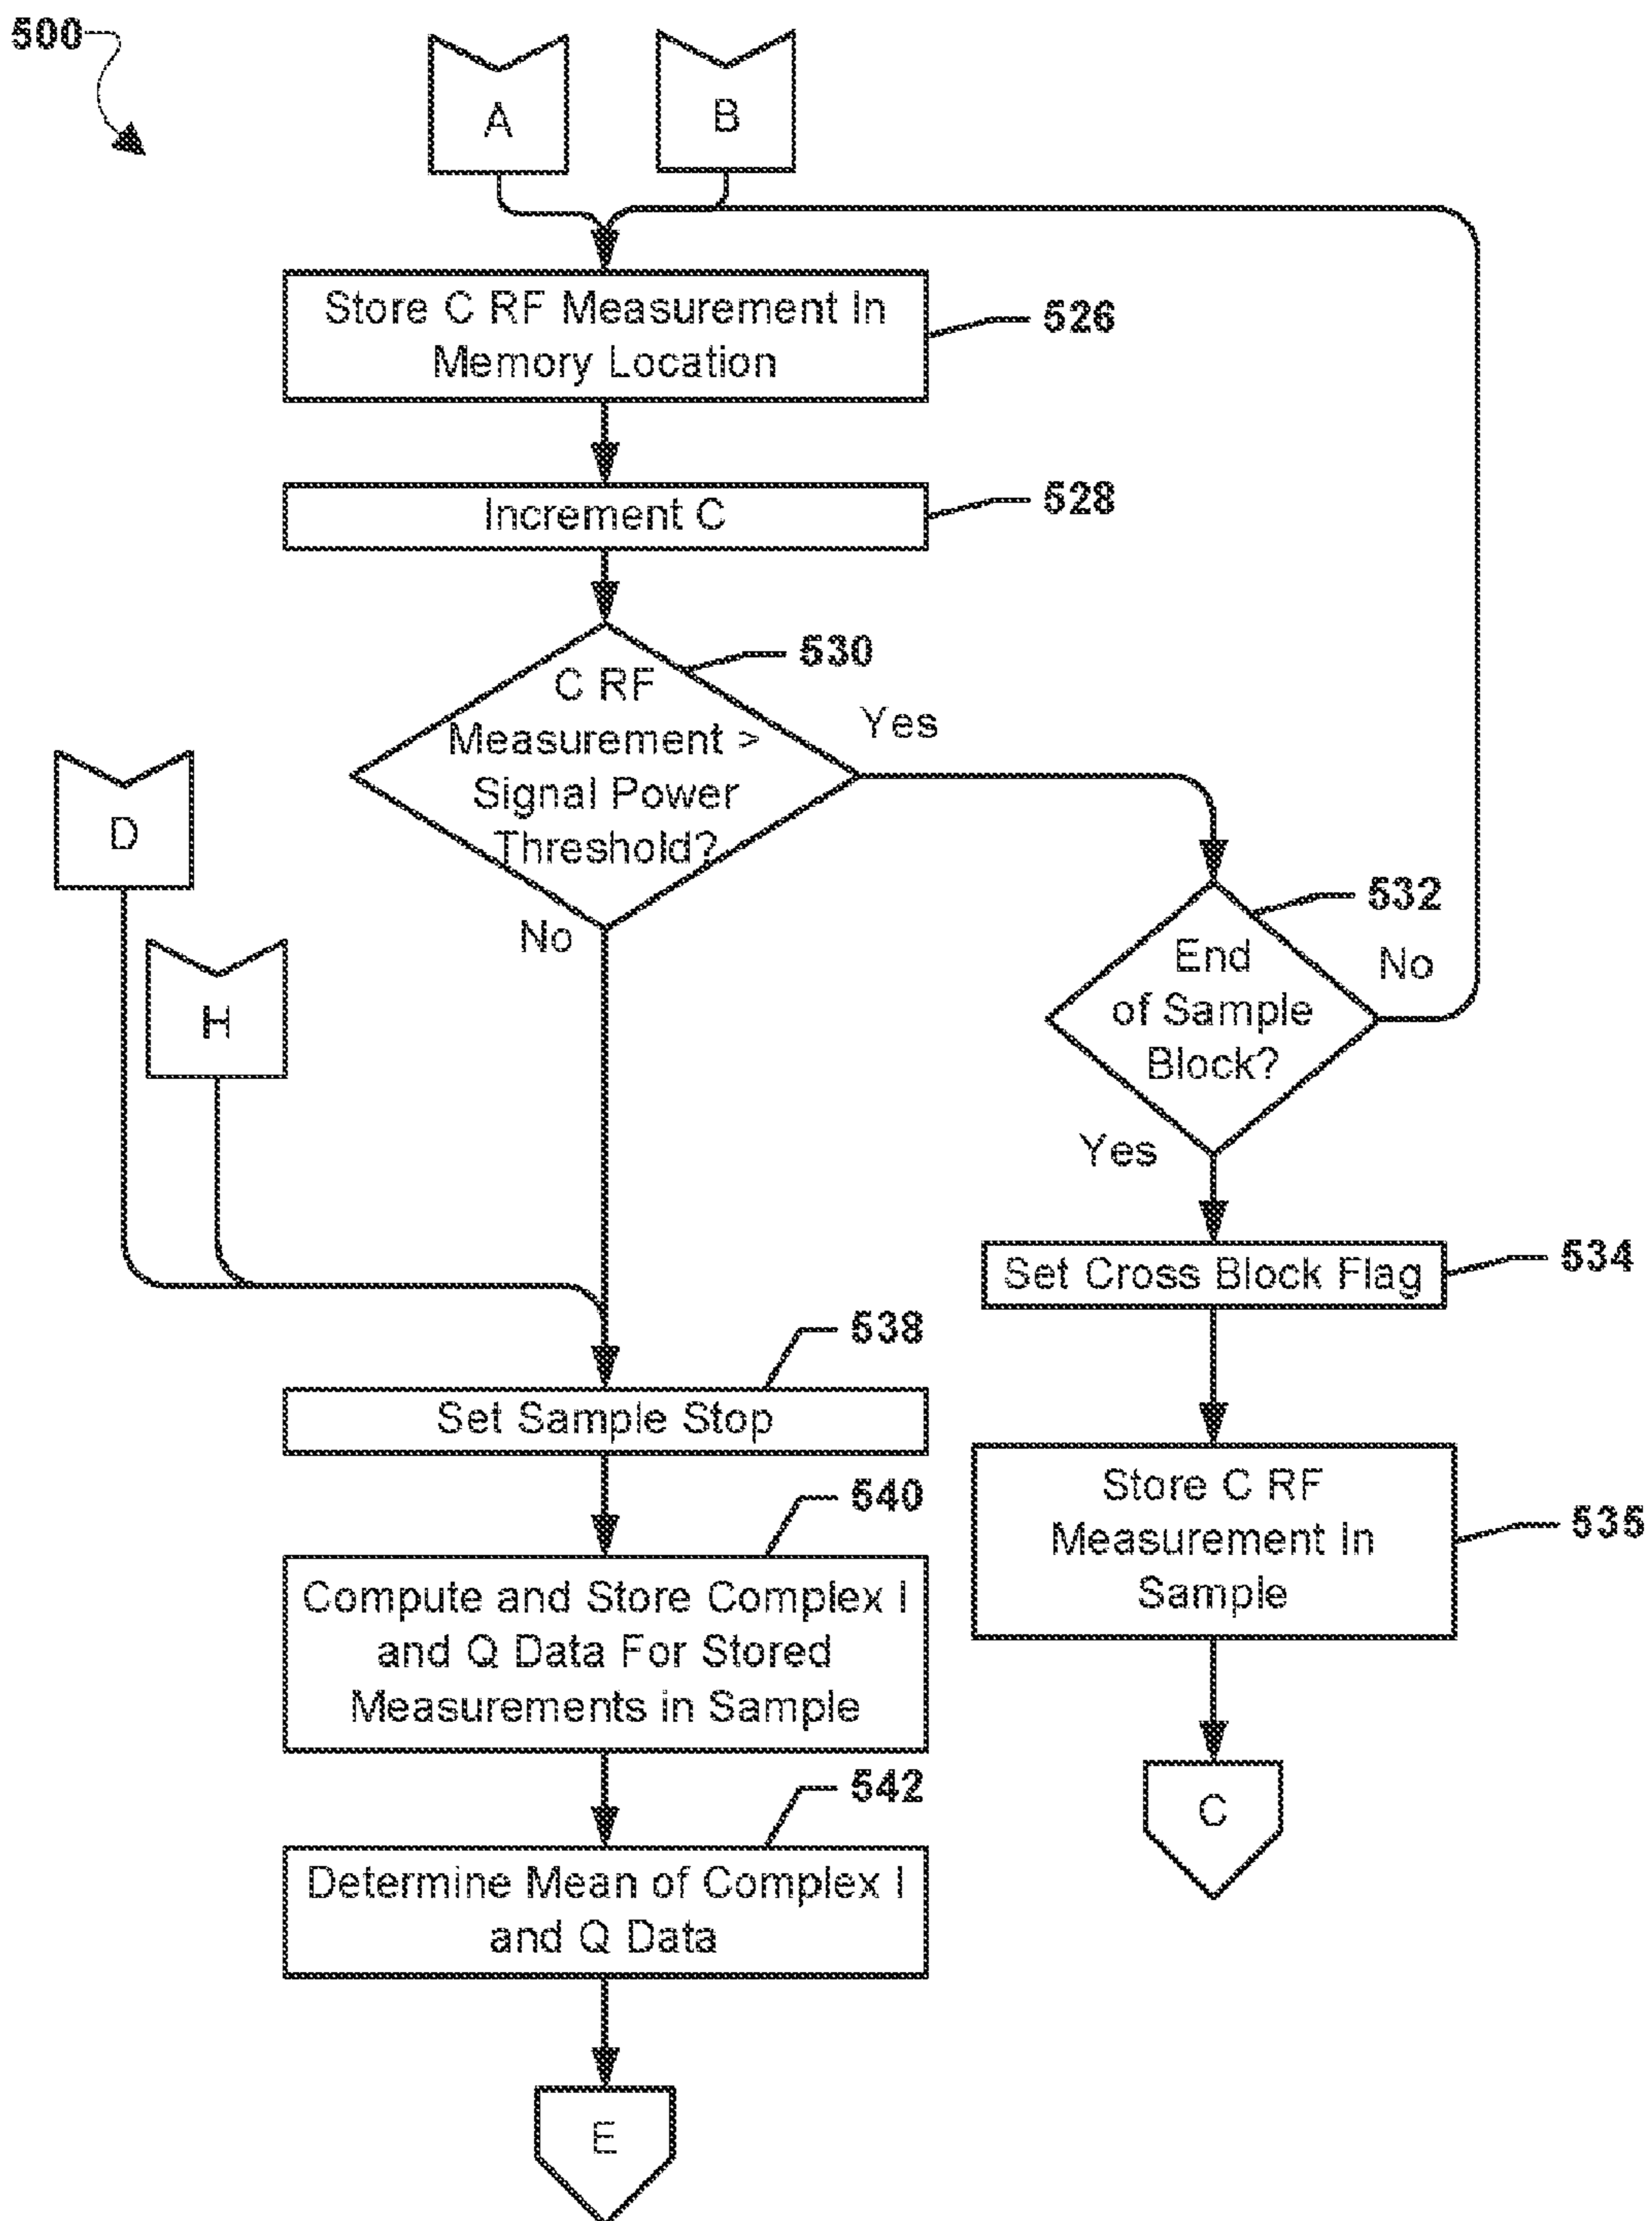 500
A
B
Store C RF Measurement In
Memory Location
526
Increment C
528
530
C RF
Measurement >
Signal Power
Threshold?
Yes
No
D
H
532
End
of Sample
Block?
No
Yes
Set Cross Block Flag
534
538
Set Sample Stop
Store C RF
Measurement In
Sample
535
540
Compute and Store Complex I
and Q Data For Stored
Measurements in Sample
542
Determine Mean of Complex I
and Q Data
C
E